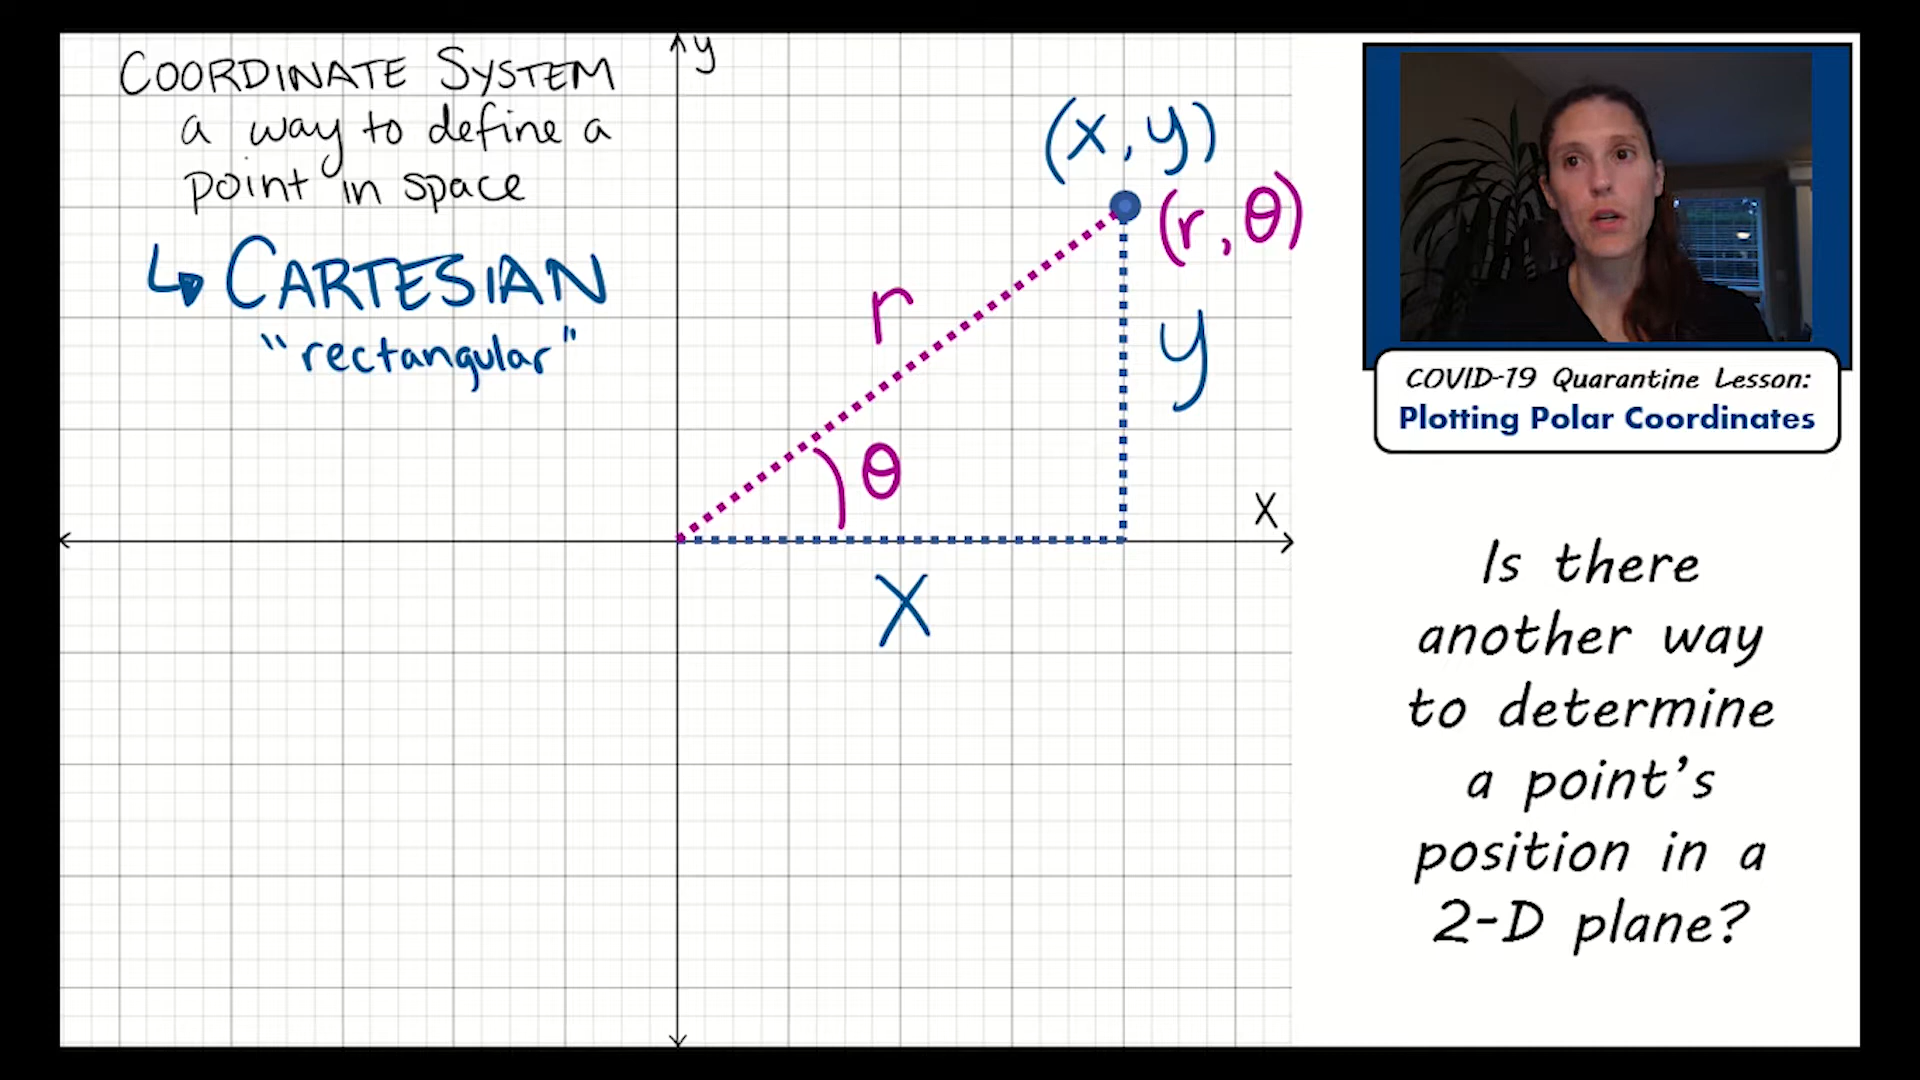 COORDINATE SYSTEM
a way to define a
point in space
↳ CARTESIAN
"rectangular"
y
(x, y)
(r, θ)
r
y
θ
x
x
COVID-19 Quarantine Lesson:
Plotting Polar Coordinates
Is there
another way
to determine
a point's
position in a
2-D plane?